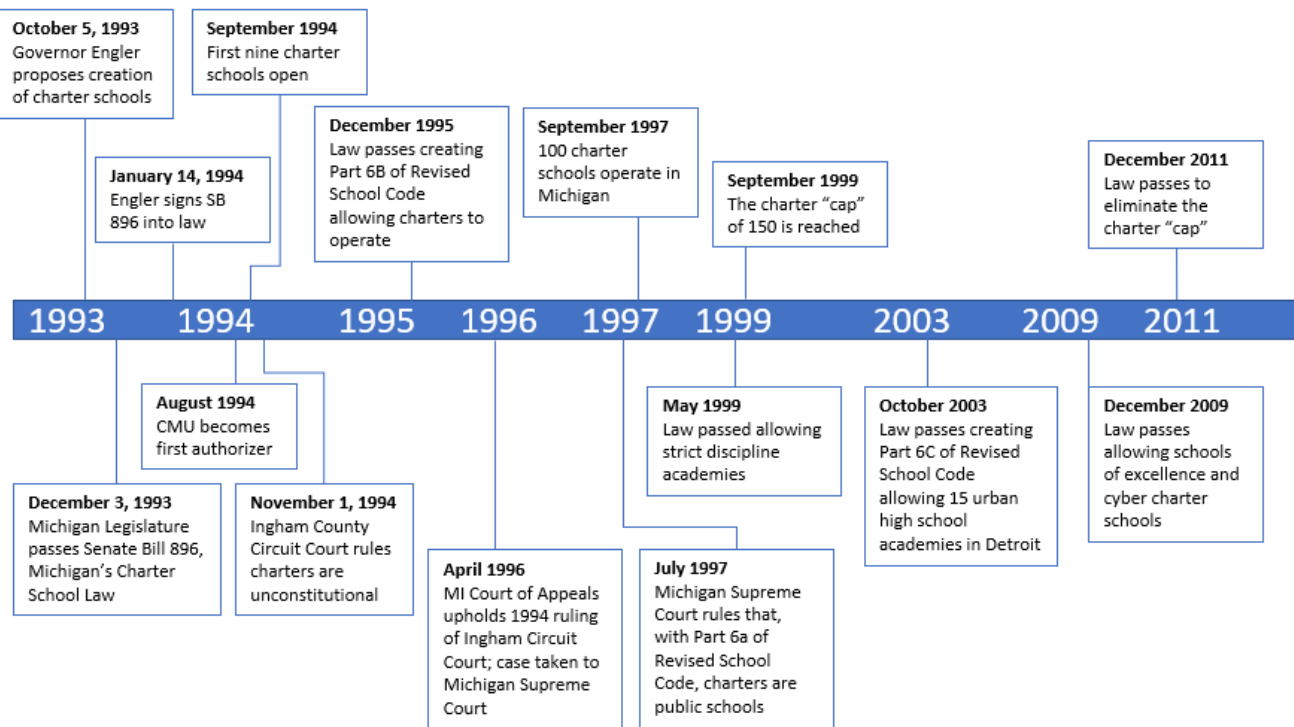 October 5, 1993
Governor Engler
proposes creation
of charter schools
September 1994
First nine charter
schools open
January 14, 1994
Engler signs SB
896 into law
December 1995
Law passes creating
Part 6B of Revised
School Code
allowing charters to
operate
September 1997
100 charter
schools operate in
Michigan
September 1999
The charter “cap”
of 150 is reached
December 2011
Law passes to
eliminate the
charter “cap”
1993 1994 1995 1996 1997 1999 2003 2009 2011
August 1994
CMU becomes
first authorizer
December 3, 1993
Michigan Legislature
passes Senate Bill 896,
Michigan’s Charter
School Law
November 1, 1994
Ingham County
Circuit Court rules
charters are
unconstitutional
April 1996
MI Court of Appeals
upholds 1994 ruling
of Ingham Circuit
Court; case taken to
Michigan Supreme
Court
July 1997
Michigan Supreme
Court rules that,
with Part 6a of
Revised School
Code, charters are
public schools
May 1999
Law passed allowing
strict discipline
academies
October 2003
Law passes creating
Part 6C of Revised
School Code
allowing 15 urban
high school
academies in Detroit
December 2009
Law passes
allowing schools
of excellence and
cyber charter
schools